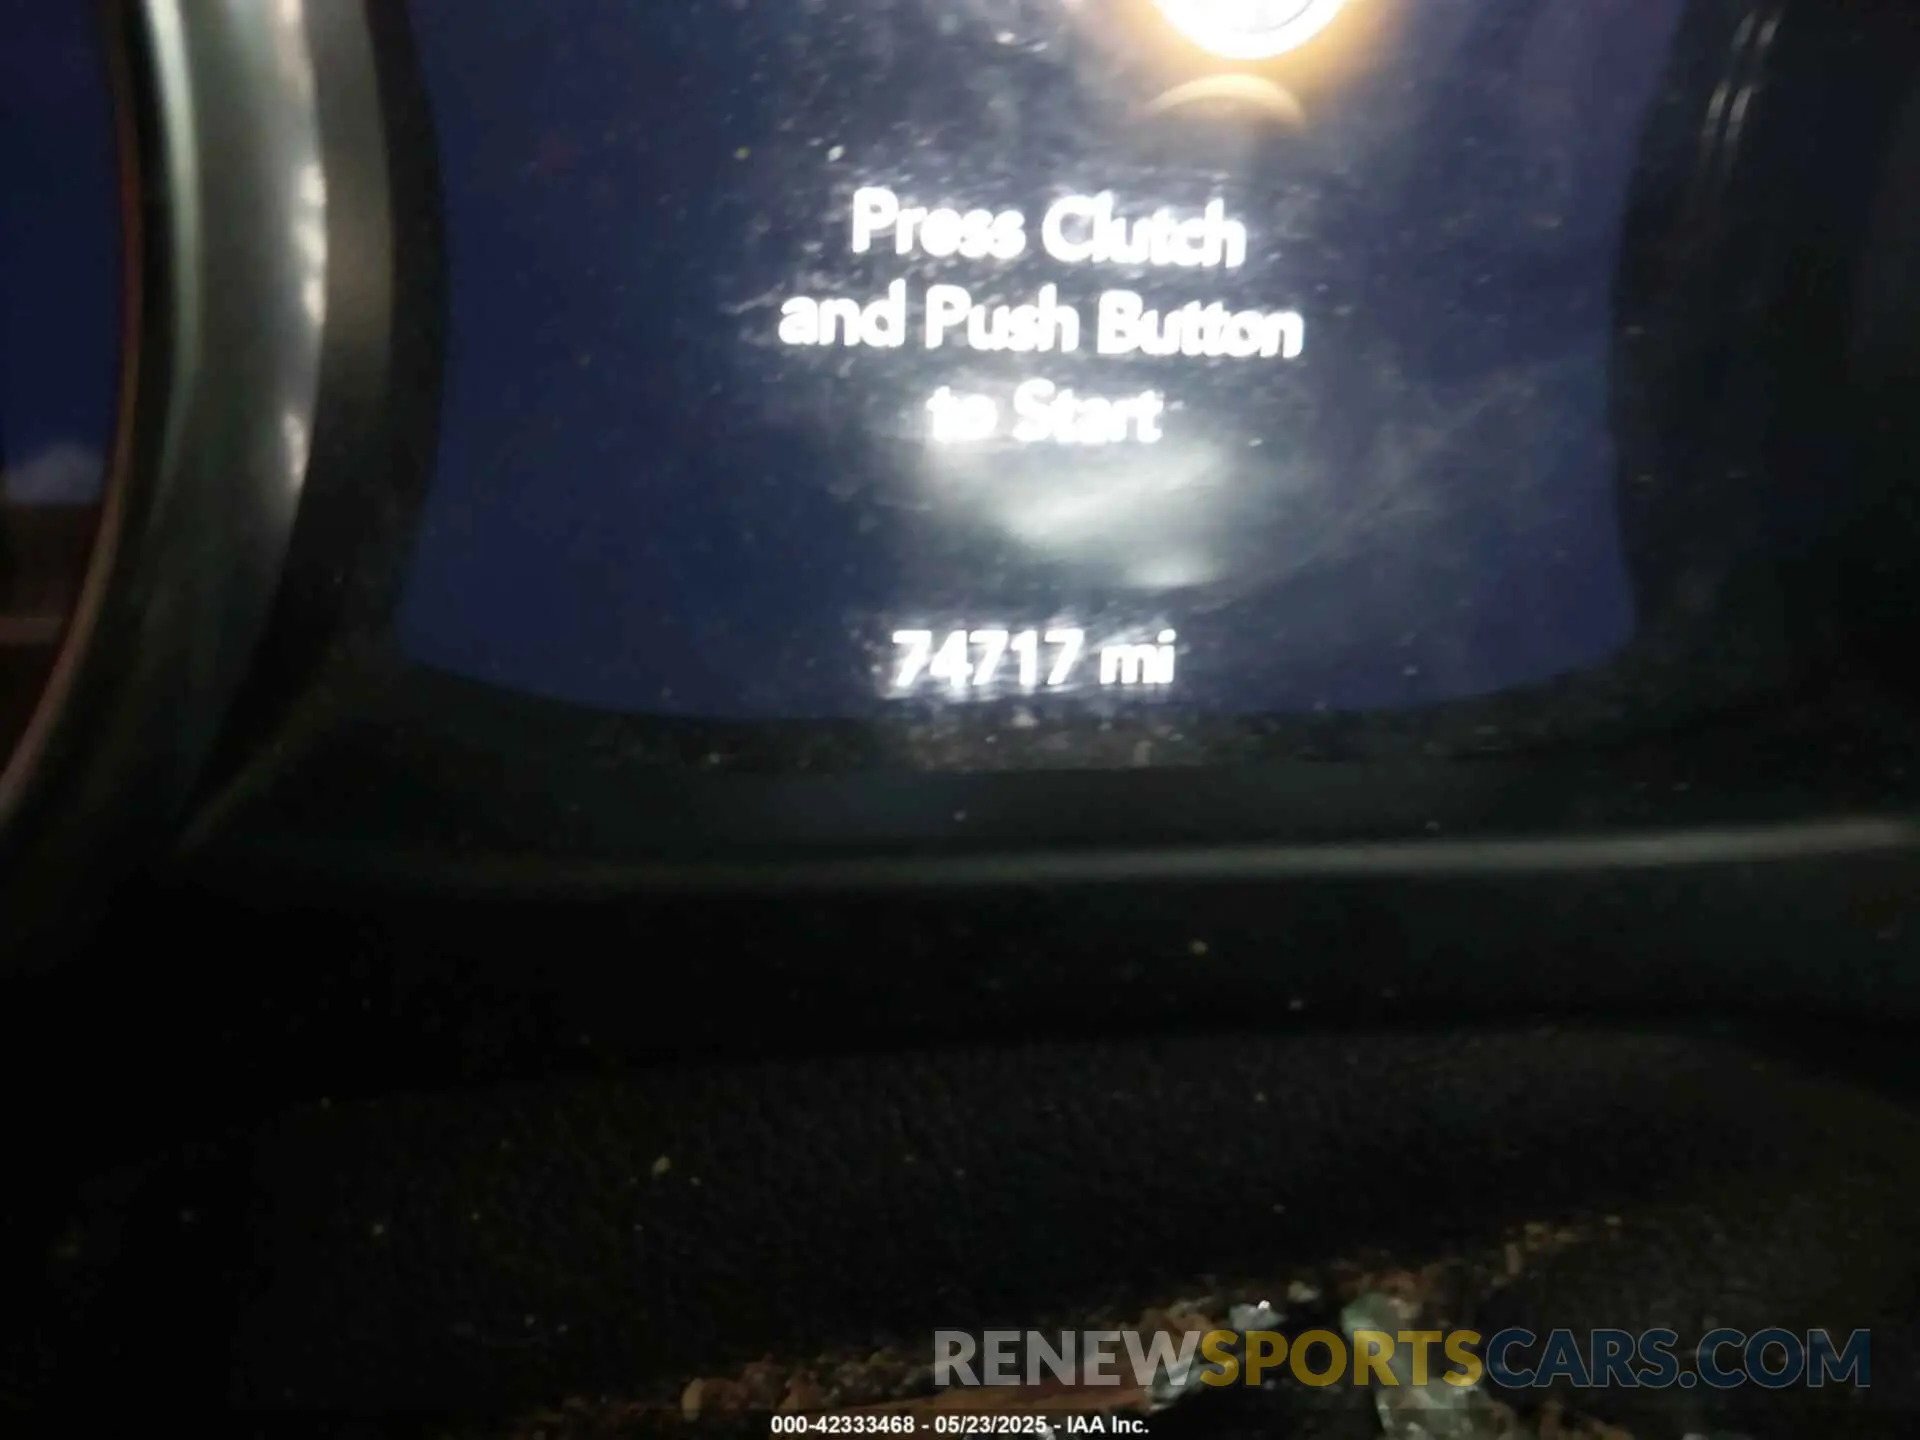 Press Clutch
and Push Button
to Start
74717 mi
RENEWSPORTSCARS.COM
000-42333468 - 05/23/2025 - IAA Inc.